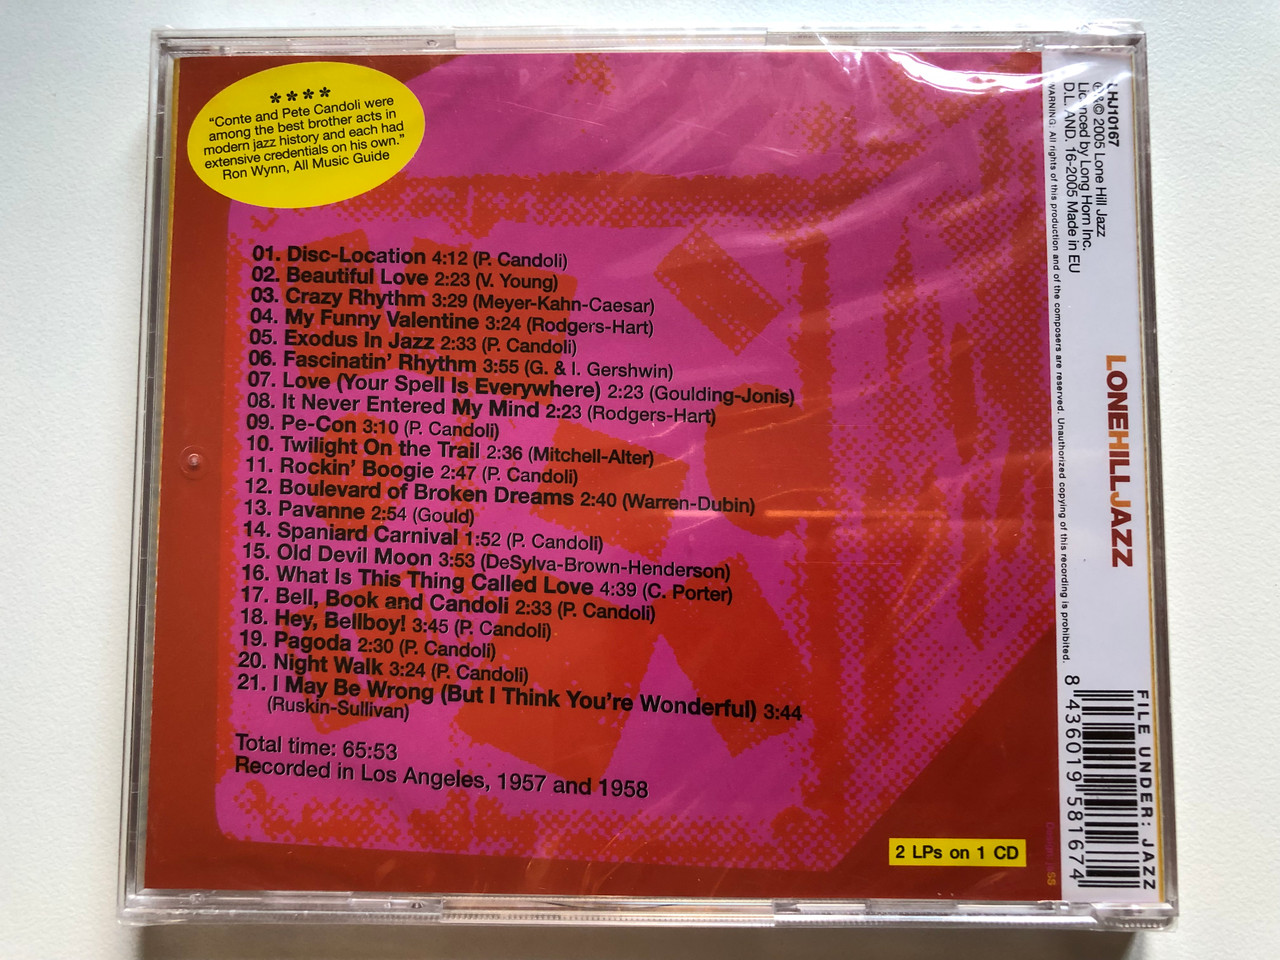 ★★★★
“Conte and Pete Candoli were
among the best brother acts in
modern jazz history and each had
extensive credentials on his own.”
Ron Wynn, All Music Guide
01. Disc-Location 4:12 (P. Candoli)
02. Beautiful Love 2:23 (V. Young)
03. Crazy Rhythm 3:29 (Meyer-Kahn-Caesar)
04. My Funny Valentine 3:24 (Rodgers-Hart)
05. Exodus In Jazz 2:33 (P. Candoli)
06. Fascinatin’ Rhythm 3:55 (G. & I. Gershwin)
07. Love (Your Spell Is Everywhere) 2:23 (Goulding-Jonis)
08. It Never Entered My Mind 2:23 (Rodgers-Hart)
09. Pe-Con 3:10 (P. Candoli)
10. Twilight On the Trail 2:36 (Mitchell-Alter)
11. Rockin’ Boogie 2:47 (P. Candoli)
12. Boulevard of Broken Dreams 2:40 (Warren-Dubin)
13. Pavanne 2:54 (Gould)
14. Spaniard Carnival 1:52 (P. Candoli)
15. Old Devil Moon 3:53 (DeSylva-Brown-Henderson)
16. What Is This Thing Called Love 4:39 (C. Porter)
17. Bell, Book and Candoli 2:33 (P. Candoli)
18. Hey, Bellboy! 3:45 (P. Candoli)
19. Pagoda 2:30 (P. Candoli)
20. Night Walk 3:24 (P. Candoli)
21. I May Be Wrong (But I Think You’re Wonderful) 3:44
(Ruskin-Sullivan)
Total time: 65:53
Recorded in Los Angeles, 1957 and 1958
2 LPs on 1 CD
LHJ10167
℗&© 2005 Lone Hill Jazz
Licenced by Long Horn Inc.
D.L. AND. 16-2005 Made in EU
WARNING: All rights of this production and of the composers are reserved. Unauthorized copying of this recording is prohibited.
LONEHILLJAZZ
FILE UNDER: JAZZ
8 436019 581674